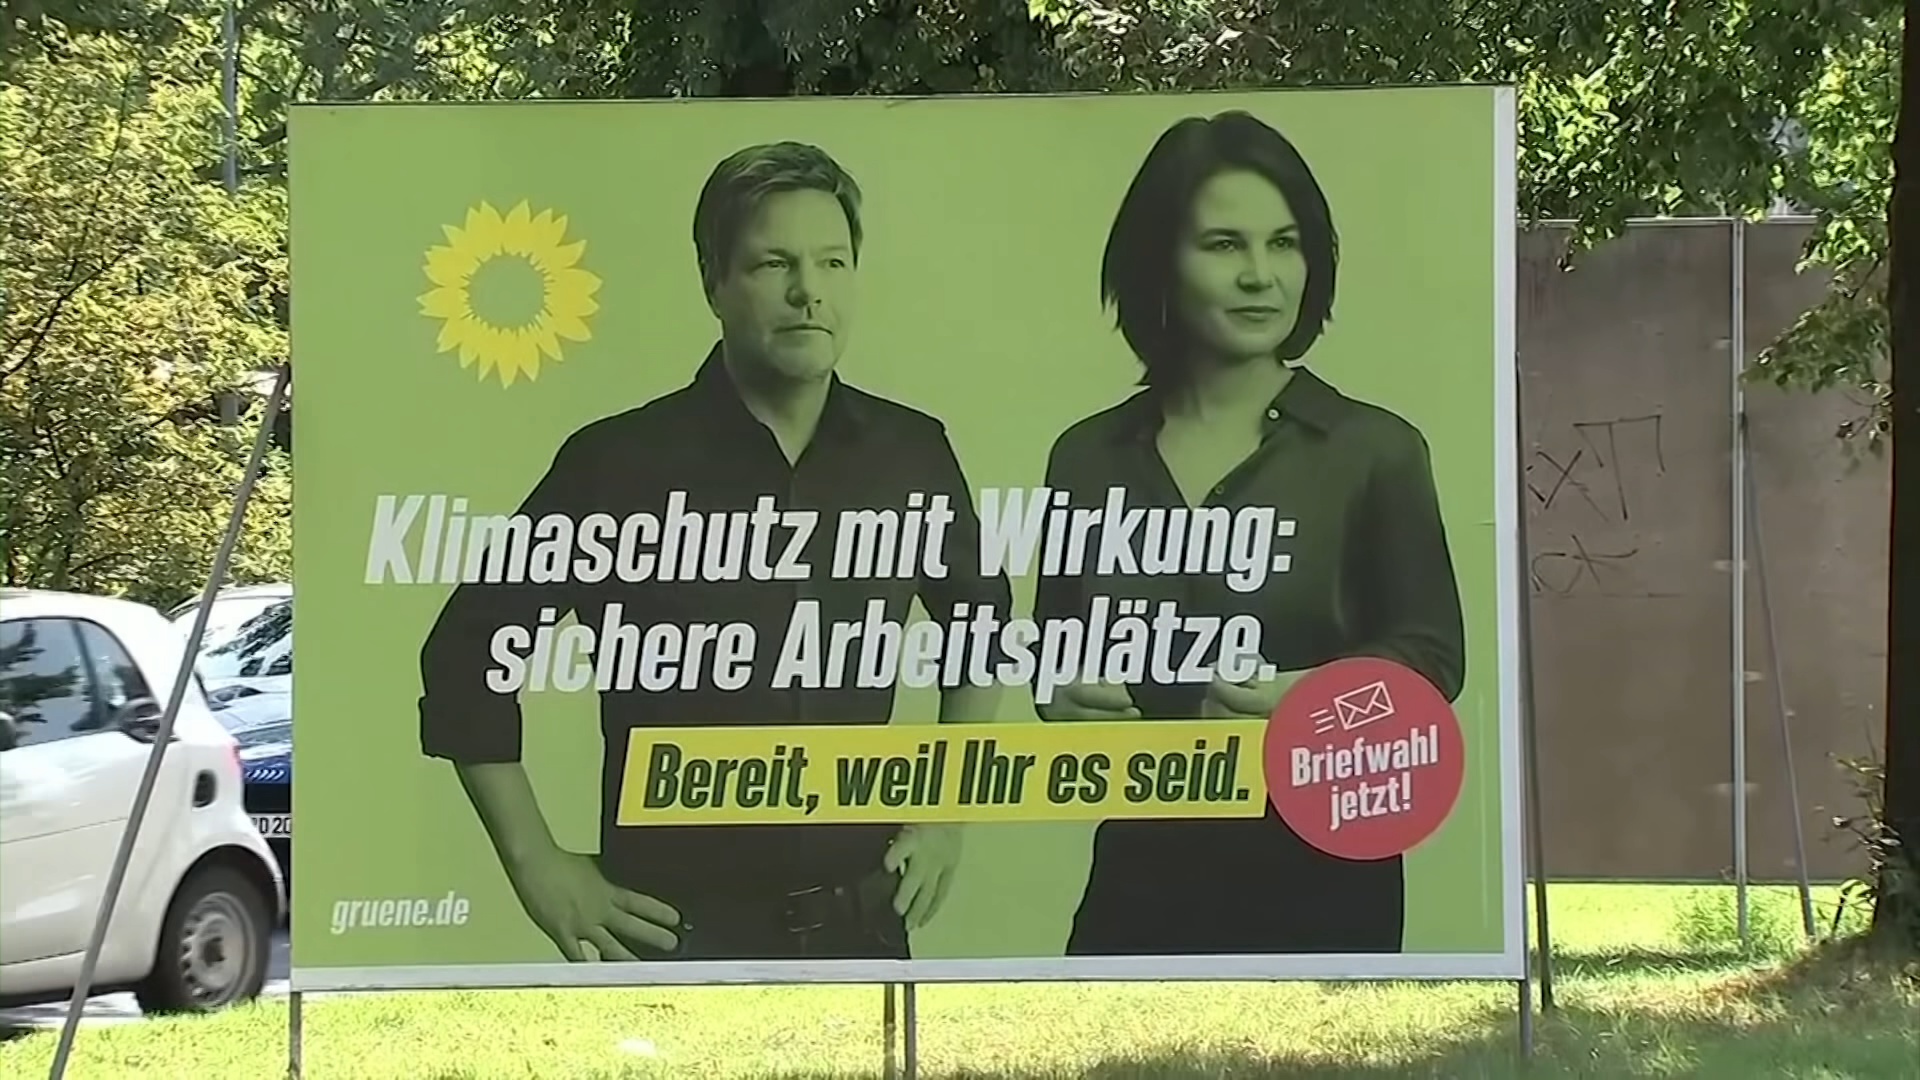 Klimaschutz mit Wirkung:
sichere Arbeitsplätze.
Bereit, weil Ihr es seid.
Briefwahl
jetzt!
gruene.de